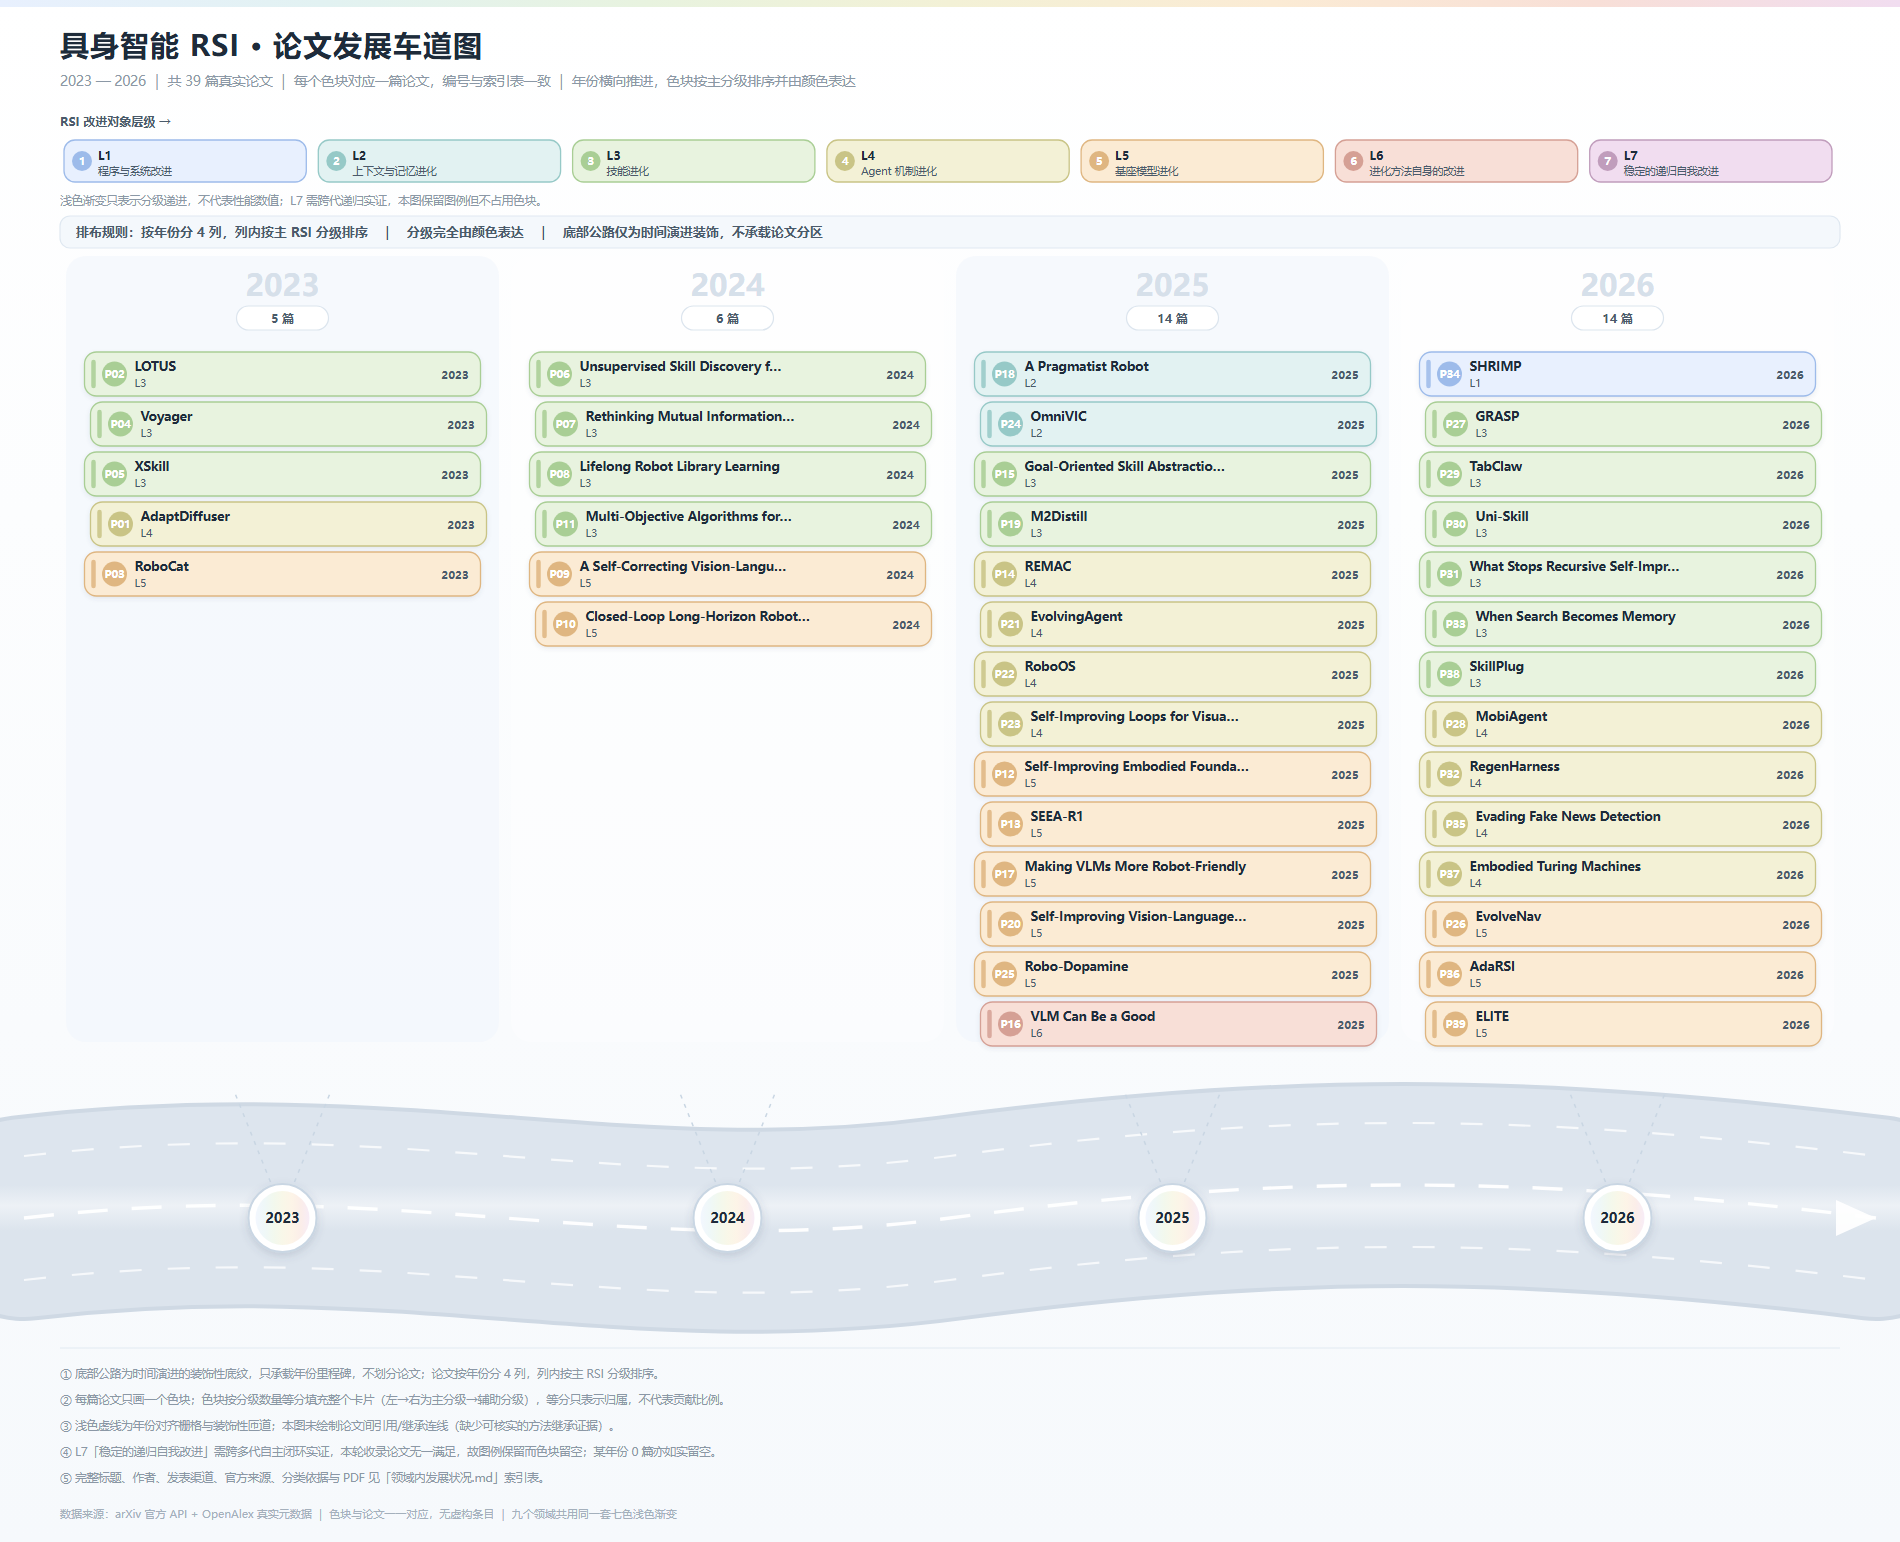 具身智能 RSI · 论文发展车道图
2023 — 2026 | 共 39 篇真实论文 | 每个色块对应一篇论文，编号与索引表一致 | 年份横向推进，色块按主分级排序并由颜色表达
RSI 改进对象层级 →
1 L1 程序与系统改进
2 L2 上下文与记忆进化
3 L3 技能进化
4 L4 Agent 机制进化
5 L5 基座模型进化
6 L6 进化方法自身的改进
7 L7 稳定的递归自我改进
浅色渐变只表示分级递进，不代表性能数值；L7 需跨代递归实证，本图保留图例但不占用色块。
排布规则：按年份分 4 列，列内按主 RSI 分级排序 | 分级完全由颜色表达 | 底部公路仅为时间演进装饰，不承载论文分区
2023
5 篇
P02 LOTUS 2023
L3
P04 Voyager 2023
L3
P05 XSkill 2023
L3
P01 AdaptDiffuser 2023
L4
P03 RoboCat 2023
L5
2024
6 篇
P06 Unsupervised Skill Discovery f... 2024
L3
P07 Rethinking Mutual Information... 2024
L3
P08 Lifelong Robot Library Learning 2024
L3
P11 Multi-Objective Algorithms for... 2024
L3
P09 A Self-Correcting Vision-Langu... 2024
L5
P10 Closed-Loop Long-Horizon Robot... 2024
L5
2025
14 篇
P18 A Pragmatist Robot 2025
L2
P24 OmniVIC 2025
L2
P15 Goal-Oriented Skill Abstractio... 2025
L3
P19 M2Distill 2025
L3
P14 REMAC 2025
L4
P21 EvolvingAgent 2025
L4
P22 RoboOS 2025
L4
P23 Self-Improving Loops for Visua... 2025
L4
P12 Self-Improving Embodied Founda... 2025
L5
P13 SEEA-R1 2025
L5
P17 Making VLMs More Robot-Friendly 2025
L5
P20 Self-Improving Vision-Language... 2025
L5
P25 Robo-Dopamine 2025
L5
P16 VLM Can Be a Good 2025
L6
2026
14 篇
P34 SHRIMP 2026
L1
P27 GRASP 2026
L3
P29 TabClaw 2026
L3
P30 Uni-Skill 2026
L3
P31 What Stops Recursive Self-Impr... 2026
L3
P33 When Search Becomes Memory 2026
L3
P38 SkillPlug 2026
L3
P28 MobiAgent 2026
L4
P32 RegenHarness 2026
L4
P35 Evading Fake News Detection 2026
L4
P37 Embodied Turing Machines 2026
L4
P26 EvolveNav 2026
L5
P36 AdaRSI 2026
L5
P39 ELITE 2026
L5
2023
2024
2025
2026
① 底部公路为时间演进的装饰性底纹，只承载年份里程碑，不划分论文；论文按年份分 4 列，列内按主 RSI 分级排序。
② 每篇论文只画一个色块；色块按分级数量等分填充整个卡片（左→右为主分级→辅助分级），等分只表示归属，不代表贡献比例。
③ 浅色虚线为年份对齐栅格与装饰性匝道；本图未绘制论文间引用/继承连线（缺少可核实的方法继承证据）。
④ L7「稳定的递归自我改进」需跨多代自主闭环实证，本轮收录论文无一满足，故图例保留而色块留空；某年份 0 篇亦如实留空。
⑤ 完整标题、作者、发表渠道、官方来源、分类依据与 PDF 见「领域内发展状况.md」索引表。
数据来源：arXiv 官方 API + OpenAlex 真实元数据 | 色块与论文一一对应，无虚构条目 | 九个领域共用同一套七色浅色渐变